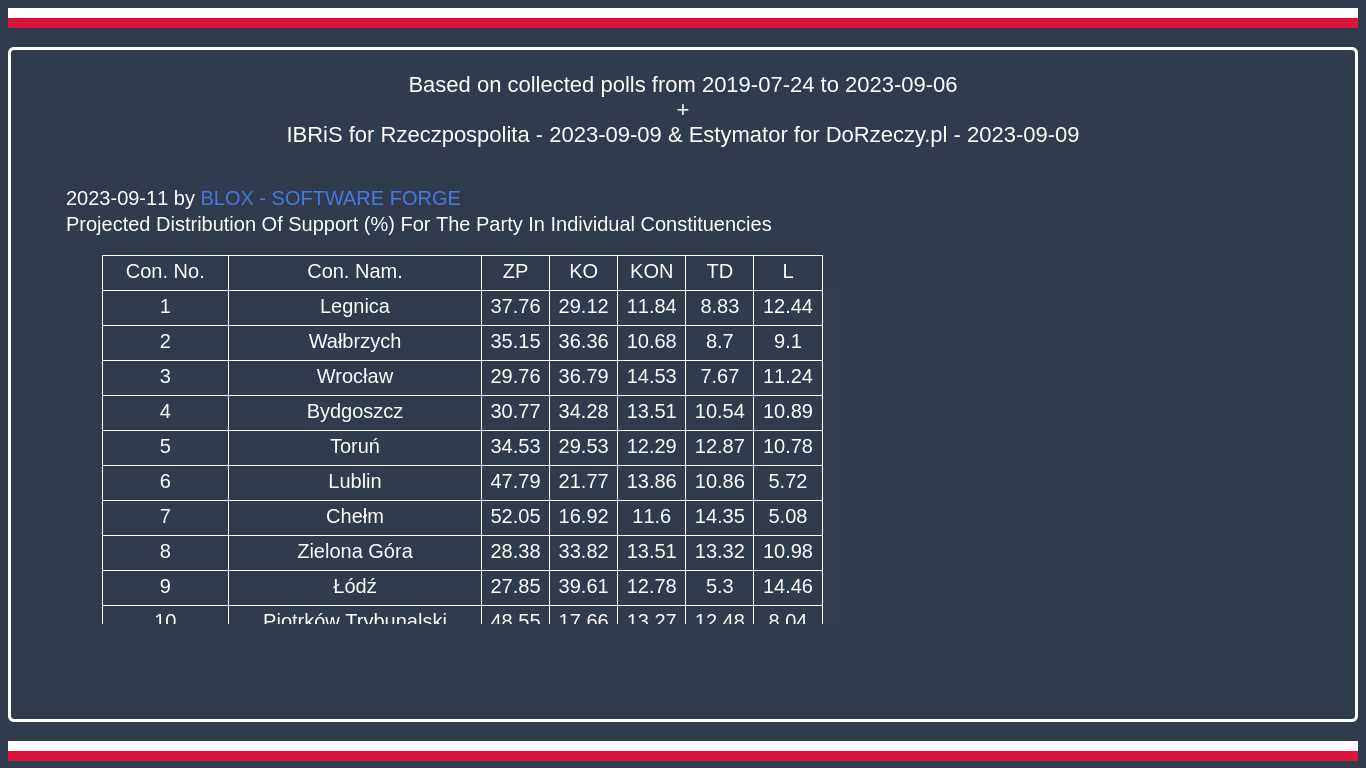 Based on collected polls from 2019-07-24 to 2023-09-06
+
IBRiS for Rzeczpospolita - 2023-09-09 & Estymator for DoRzeczy.pl - 2023-09-09
2023-09-11 by BLOX - SOFTWARE FORGE
Projected Distribution Of Support (%) For The Party In Individual Constituencies
Con. No. Con. Nam. ZP KO KON TD L
1 Legnica 37.76 29.12 11.84 8.83 12.44
2 Wałbrzych 35.15 36.36 10.68 8.7 9.1
3 Wrocław 29.76 36.79 14.53 7.67 11.24
4 Bydgoszcz 30.77 34.28 13.51 10.54 10.89
5 Toruń 34.53 29.53 12.29 12.87 10.78
6 Lublin 47.79 21.77 13.86 10.86 5.72
7 Chełm 52.05 16.92 11.6 14.35 5.08
8 Zielona Góra 28.38 33.82 13.51 13.32 10.98
9 Łódź 27.85 39.61 12.78 5.3 14.46
10 Piotrków Trybunalski 48.55 17.66 13.27 12.48 8.04